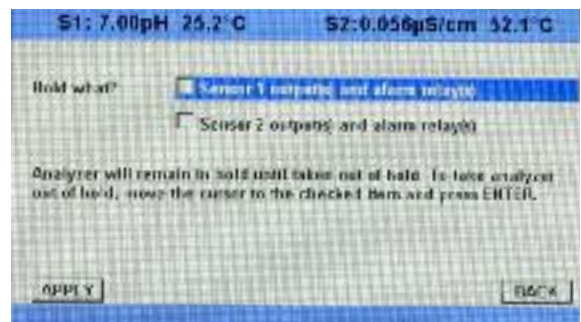 S1: 7.00pH 25.2°C S2:0.056µS/cm 52.1°C
Hold what? Sensor 1 output(s) and alarm relay(s)
Sensor 2 output(s) and alarm relay(s)
Analyzer will remain in hold until taken out of hold. To take analyzer
out of hold, move the cursor to the checked item and press ENTER.
APPLY BACK